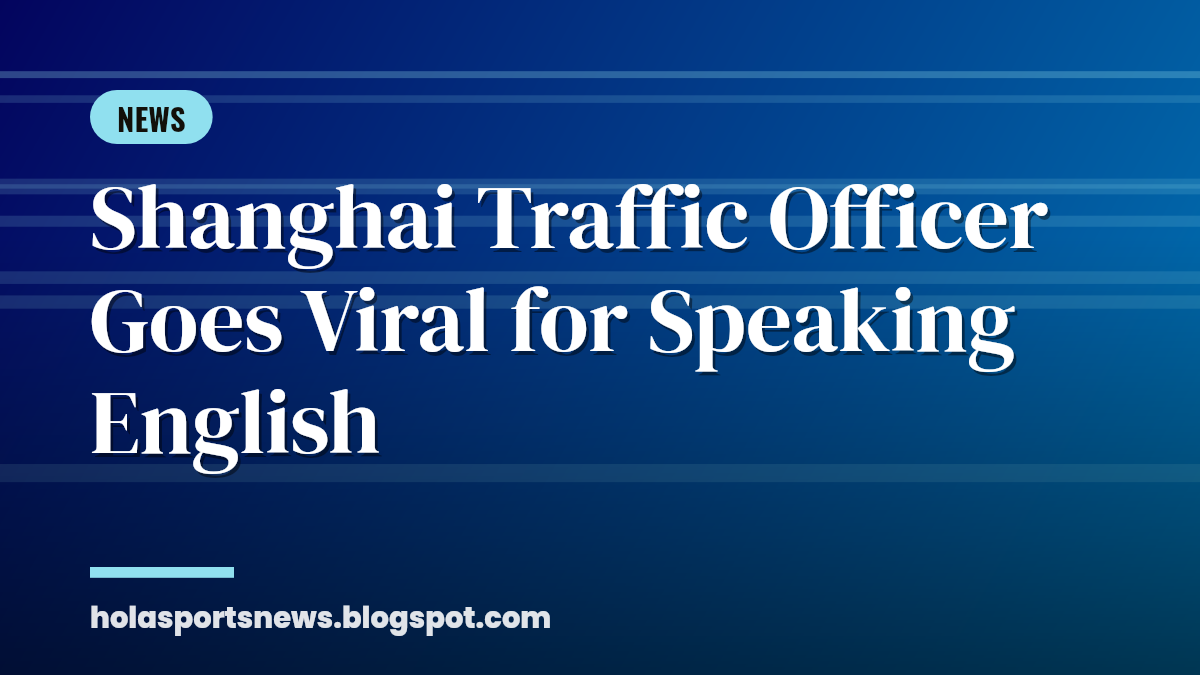 NEWS
Shanghai Traffic Officer
Goes Viral for Speaking
English
holasportsnews.blogspot.com